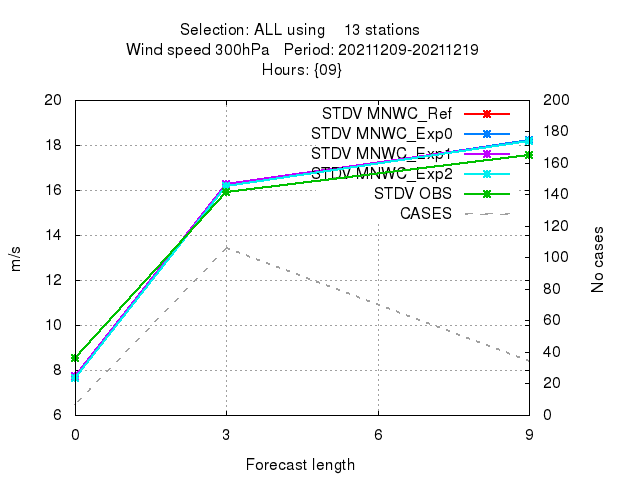 Selection: ALL using 13 stations
Wind speed 300hPa Period: 20211209-20211219
Hours: {09}
20
18
16
14
12
10
8
6
200
180
160
140
120
100
80
60
40
20
0
STDV MNWC_Ref
STDV MNWC_Exp0
STDV MNWC_Exp1
STDV MNWC_Exp2
STDV OBS
CASES
m/s
No cases
0
3
6
9
Forecast length